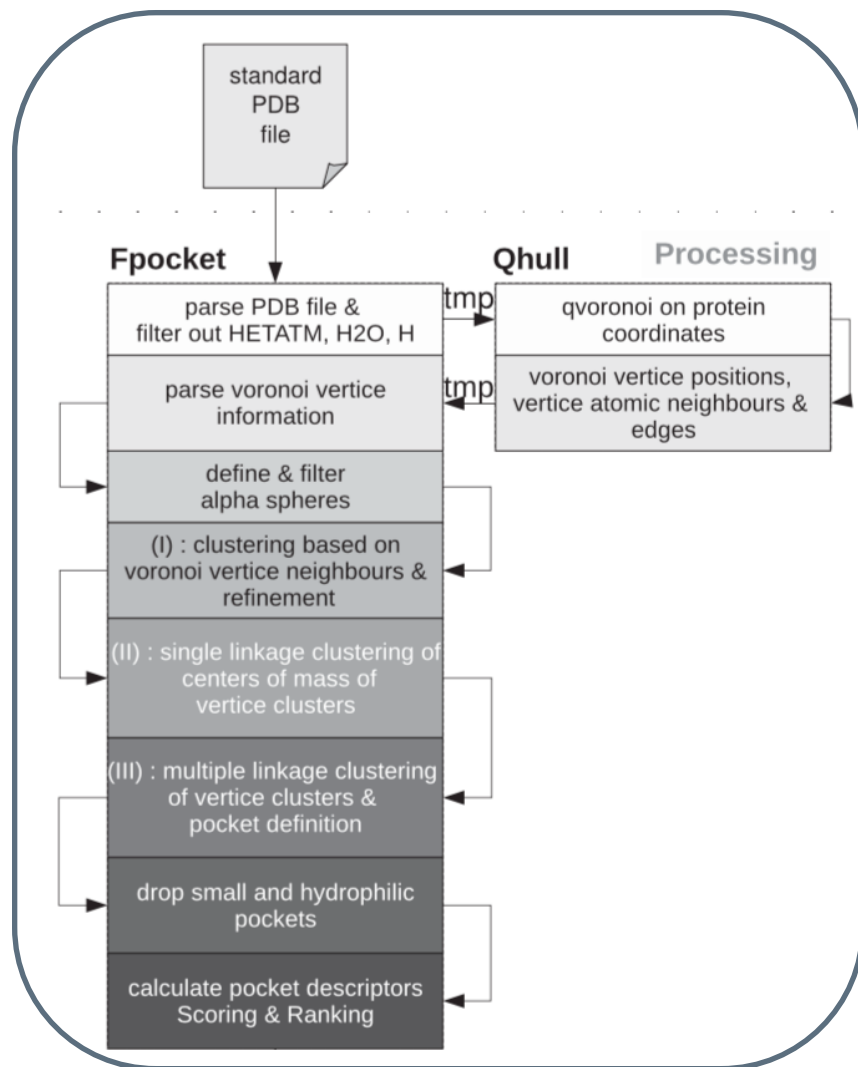 standard
PDB
file
Fpocket
Qhull
Processing
parse PDB file &
filter out HETATM, H2O, H
tmp
qvoronoi on protein
coordinates
parse voronoi vertice
information
tmp
voronoi vertice positions,
vertice atomic neighbours &
edges
define & filter
alpha spheres
(I) : clustering based on
voronoi vertice neighbours &
refinement
(II) : single linkage clustering of
centers of mass of
vertice clusters
(III) : multiple linkage clustering
of vertice clusters &
pocket definition
drop small and hydrophilic
pockets
calculate pocket descriptors
Scoring & Ranking